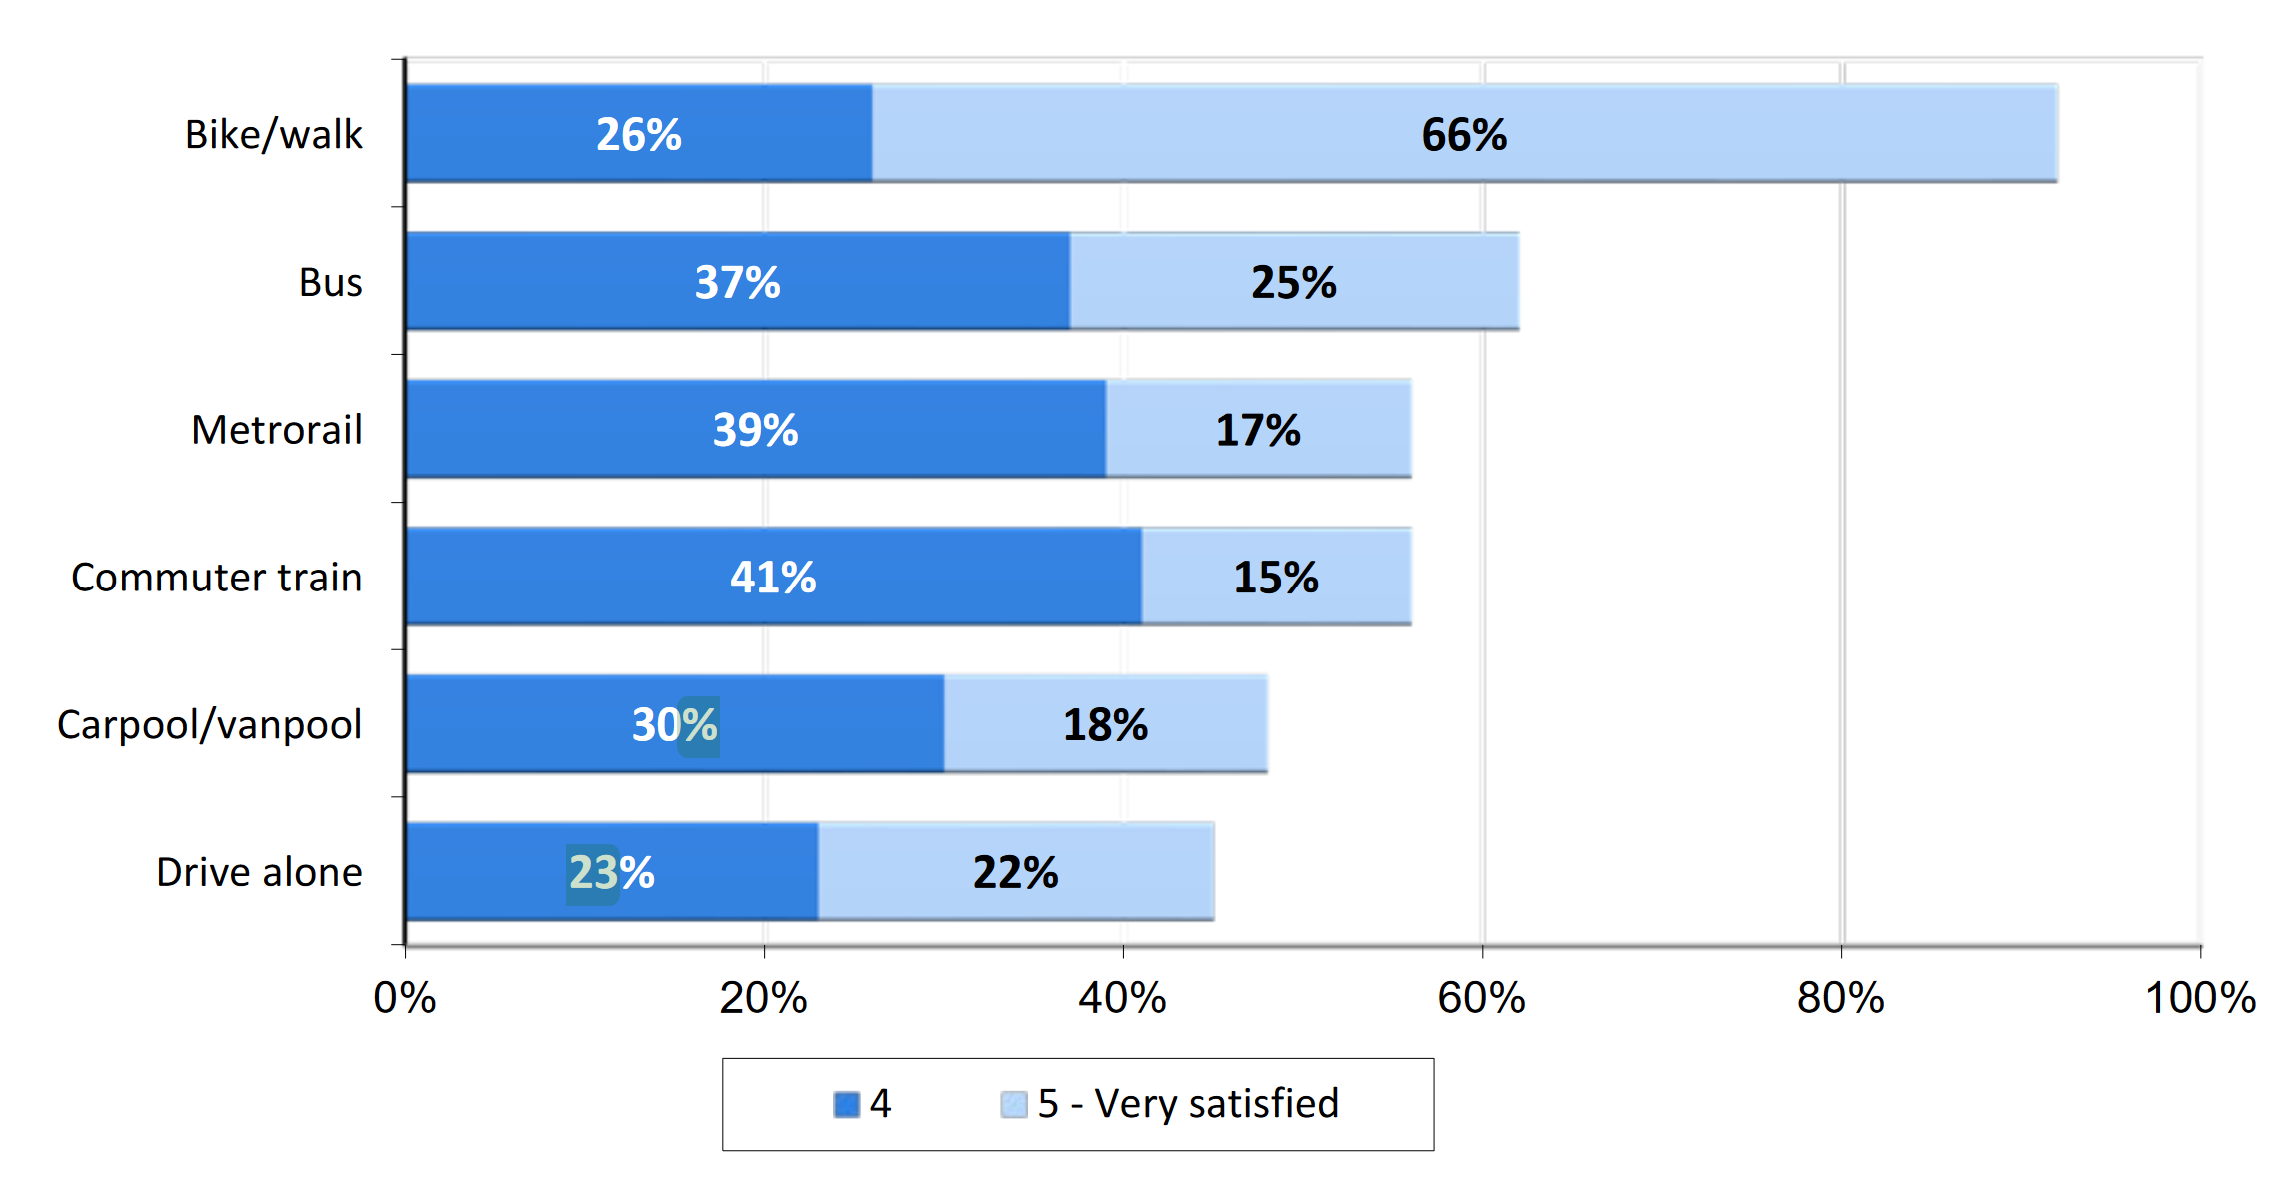 Bike/walk 26% 66%
Bus 37% 25%
Metrorail 39% 17%
Commuter train 41% 15%
Carpool/vanpool 30% 18%
Drive alone 23% 22%
0% 20% 40% 60% 80% 100%
4 5 - Very satisfied